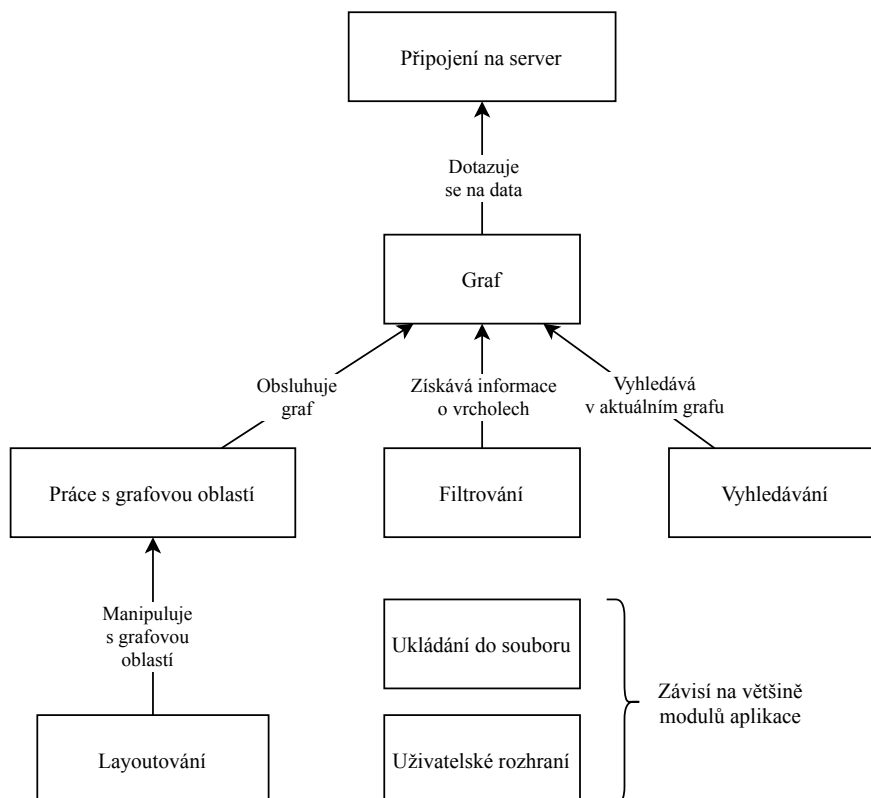 Připojení na server
Dotazuje
se na data
Graf
Obsluhuje
graf
Získává informace
o vrcholech
Vyhledává
v aktuálním grafu
Práce s grafovou oblastí
Filtrování
Vyhledávání
Manipuluje
s grafovou
oblastí
Layoutování
Ukládání do souboru
Uživatelské rozhraní
Závisí na většině
modulů aplikace